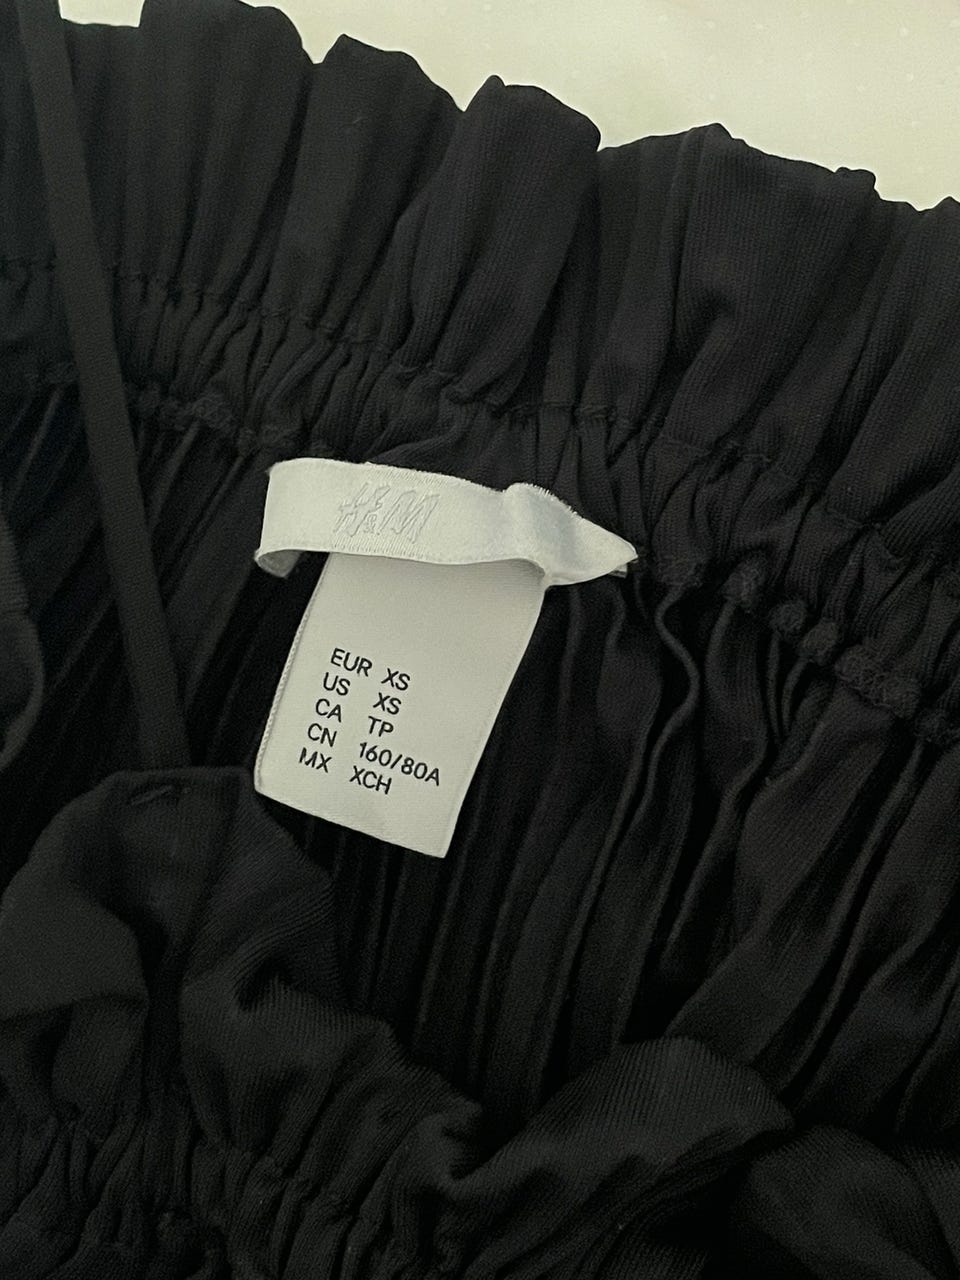 H&M
EUR XS
US XS
CA TP
CN 160/80A
MX XCH